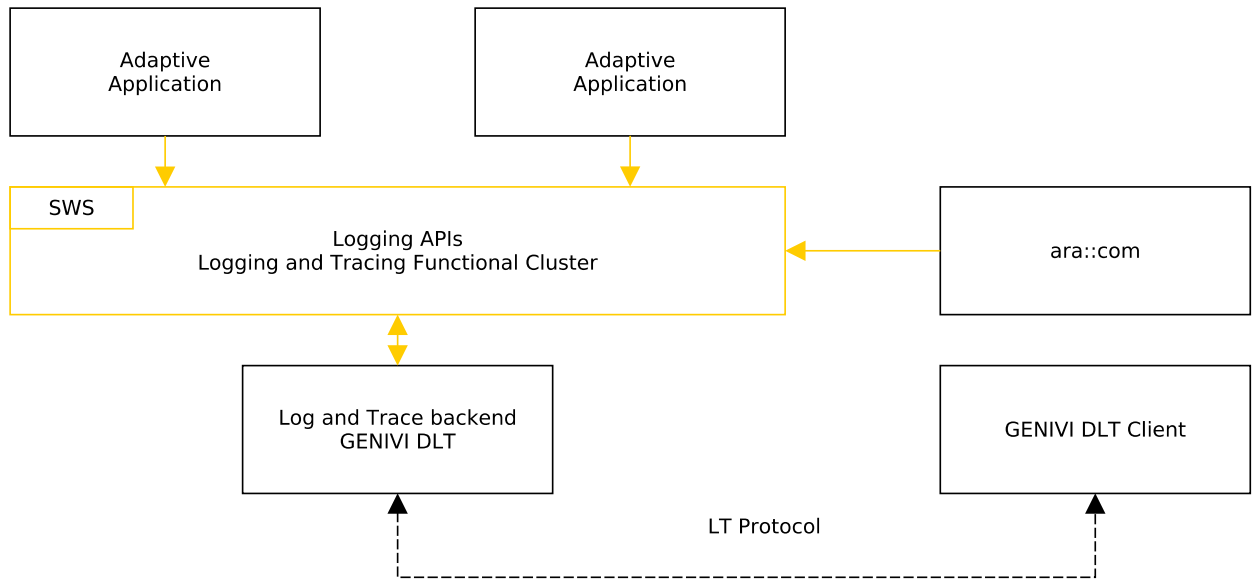 Adaptive
Application
Adaptive
Application
SWS
Logging APIs
Logging and Tracing Functional Cluster
ara::com
Log and Trace backend
GENIVI DLT
GENIVI DLT Client
LT Protocol